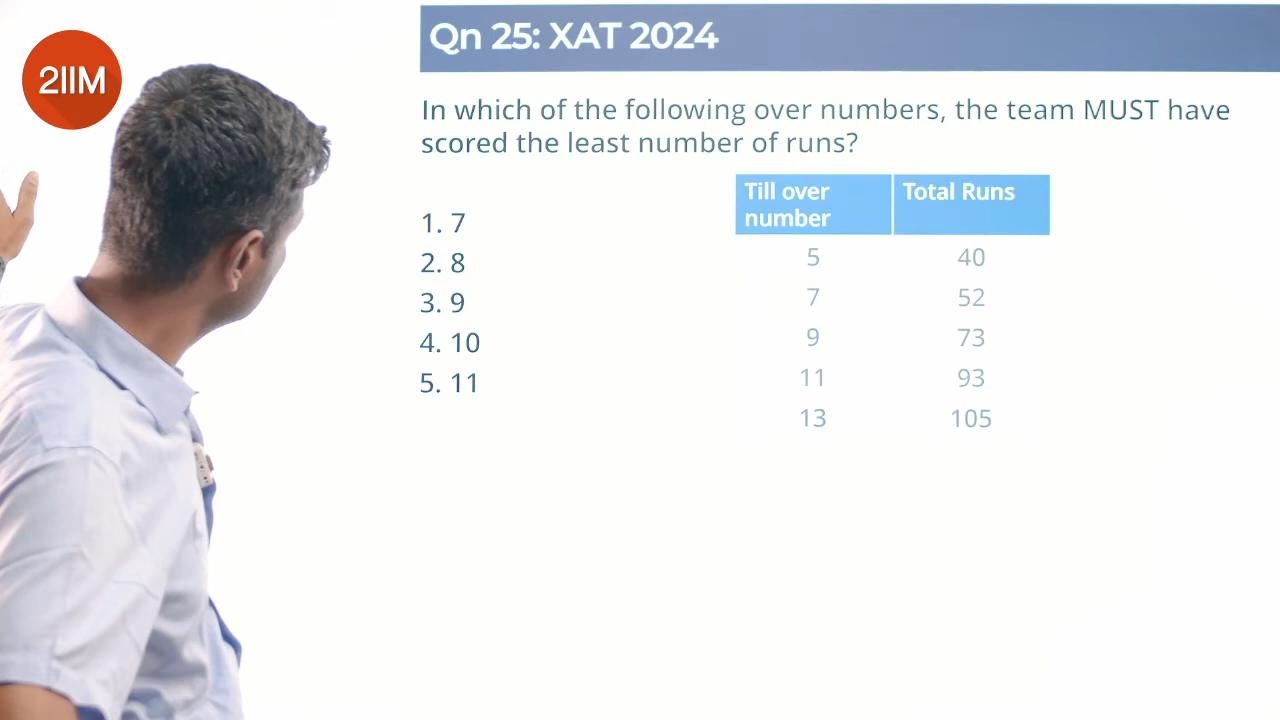 2IIM
Qn 25: XAT 2024
In which of the following over numbers, the team MUST have
scored the least number of runs?
1. 7
2. 8
3. 9
4. 10
5. 11
Till over number Total Runs
5 40
7 52
9 73
11 93
13 105